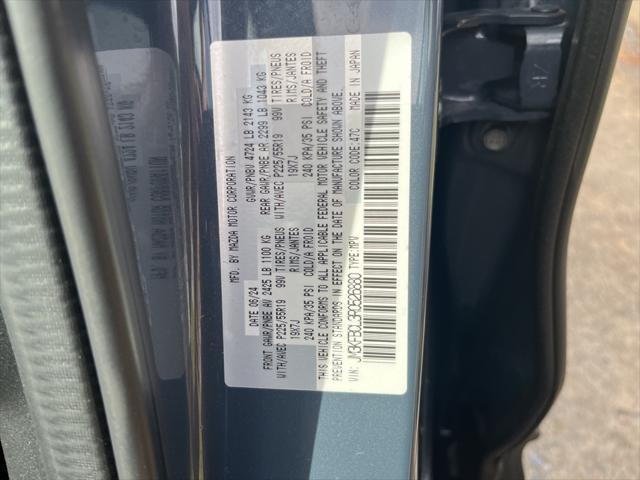 MFD. BY MAZDA MOTOR CORPORATION
DATE 06/24 GVWR/PNBV 4724 LB 2143 KG
FRONT GAWR/PNBE AV 2425 LB 1100 KG REAR GAWR/PNBE AR 2299 LB 1043 KG
WITH/AVEC P225/55R19 99V TIRES/PNEUS WITH/AVEC P225/55R19 99V TIRES/PNEUS
19X7J RIMS/JANTES 19X7J RIMS/JANTES
240 KPA/35 PSI COLD/A FROID 240 KPA/35 PSI COLD/A FROID
THIS VEHICLE CONFORMS TO ALL APPLICABLE FEDERAL MOTOR VEHICLE SAFETY AND THEFT
PREVENTION STANDARDS IN EFFECT ON THE DATE OF MANUFACTURE SHOWN ABOVE.
VIN: TYPE:MPV COLOR CODE:47C MADE IN JAPAN